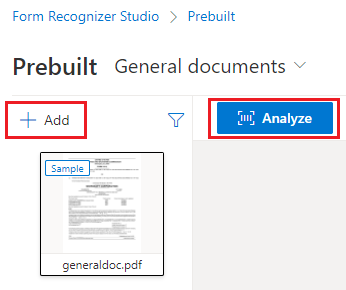 Form Recognizer Studio > Prebuilt
Prebuilt General documents
+ Add
Analyze
Sample
generaldoc.pdf